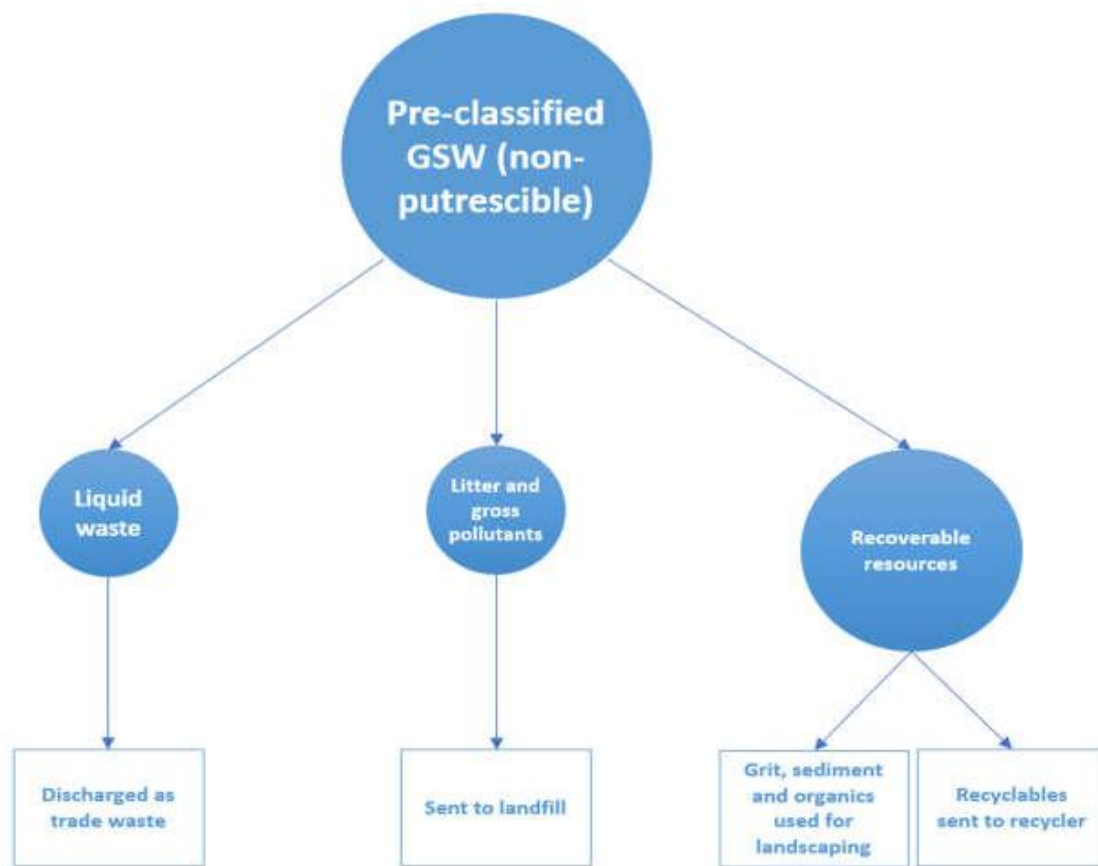 Pre-classified
GSW (non-
putrescible)
Liquid
waste
Litter and
gross
pollutants
Recoverable
resources
Discharged as
trade waste
Sent to landfill
Grit, sediment
and organics
used for
landscaping
Recyclables
sent to recycler